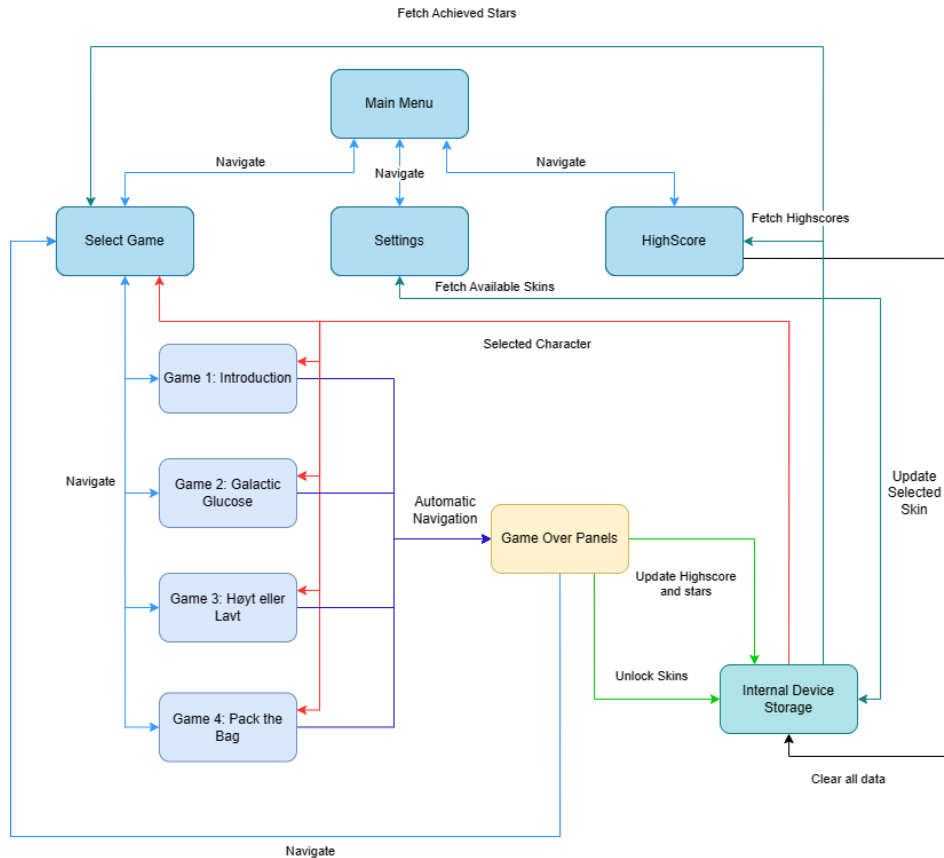 Fetch Achieved Stars
Main Menu
Navigate
Navigate
Navigate
Select Game
Settings
HighScore
Fetch Highscores
Fetch Available Skins
Selected Character
Game 1: Introduction
Game 2: Galactic
Glucose
Navigate
Automatic
Navigation
Update
Selected
Skin
Game Over Panels
Game 3: Høyt eller
Lavt
Update Highscore
and stars
Unlock Skins
Internal Device
Storage
Game 4: Pack the
Bag
Clear all data
Navigate